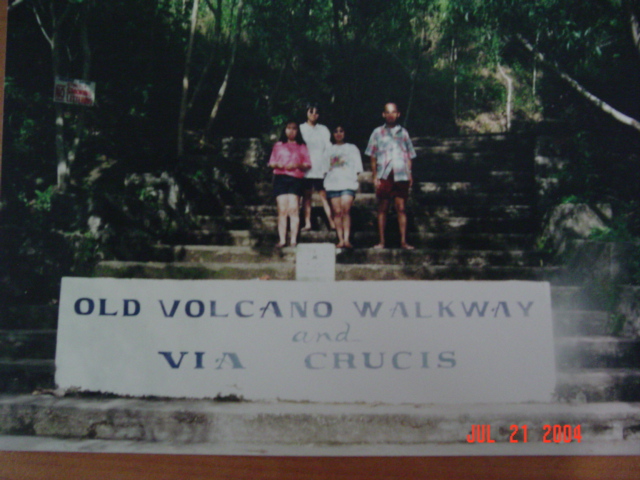 OLD VOLCANO WALKWAY
and
VIA CRUCIS
JUL 21 2004